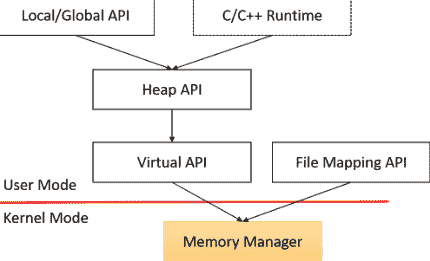 Local/Global API
C/C++ Runtime
Heap API
Virtual API
File Mapping API
User Mode
Kernel Mode
Memory Manager